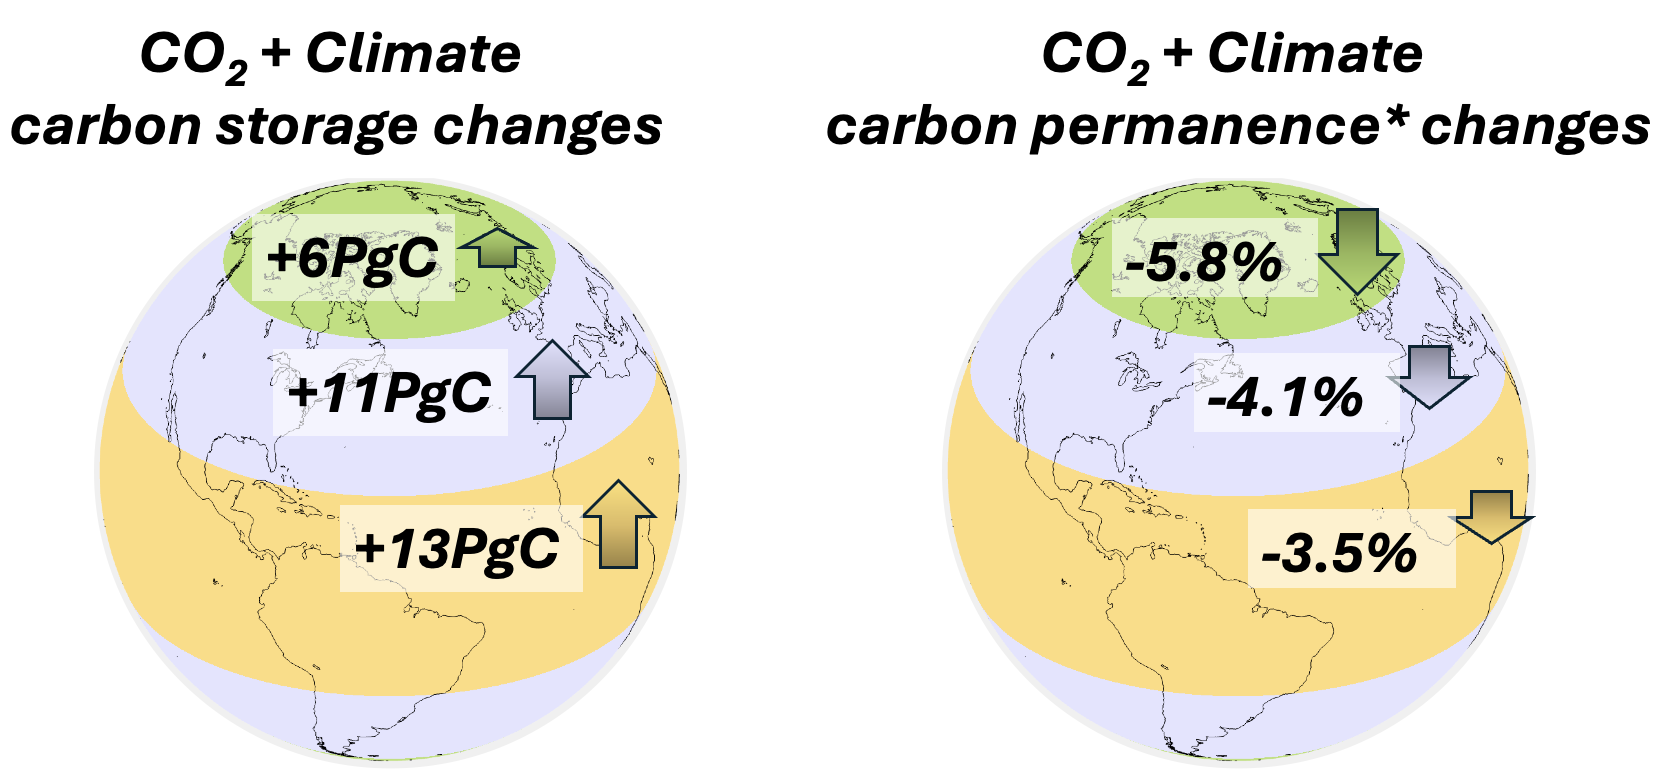 CO₂ + Climate
carbon storage changes
+6PgC
+11PgC
+13PgC
CO₂ + Climate
carbon permanence* changes
-5.8%
-4.1%
-3.5%